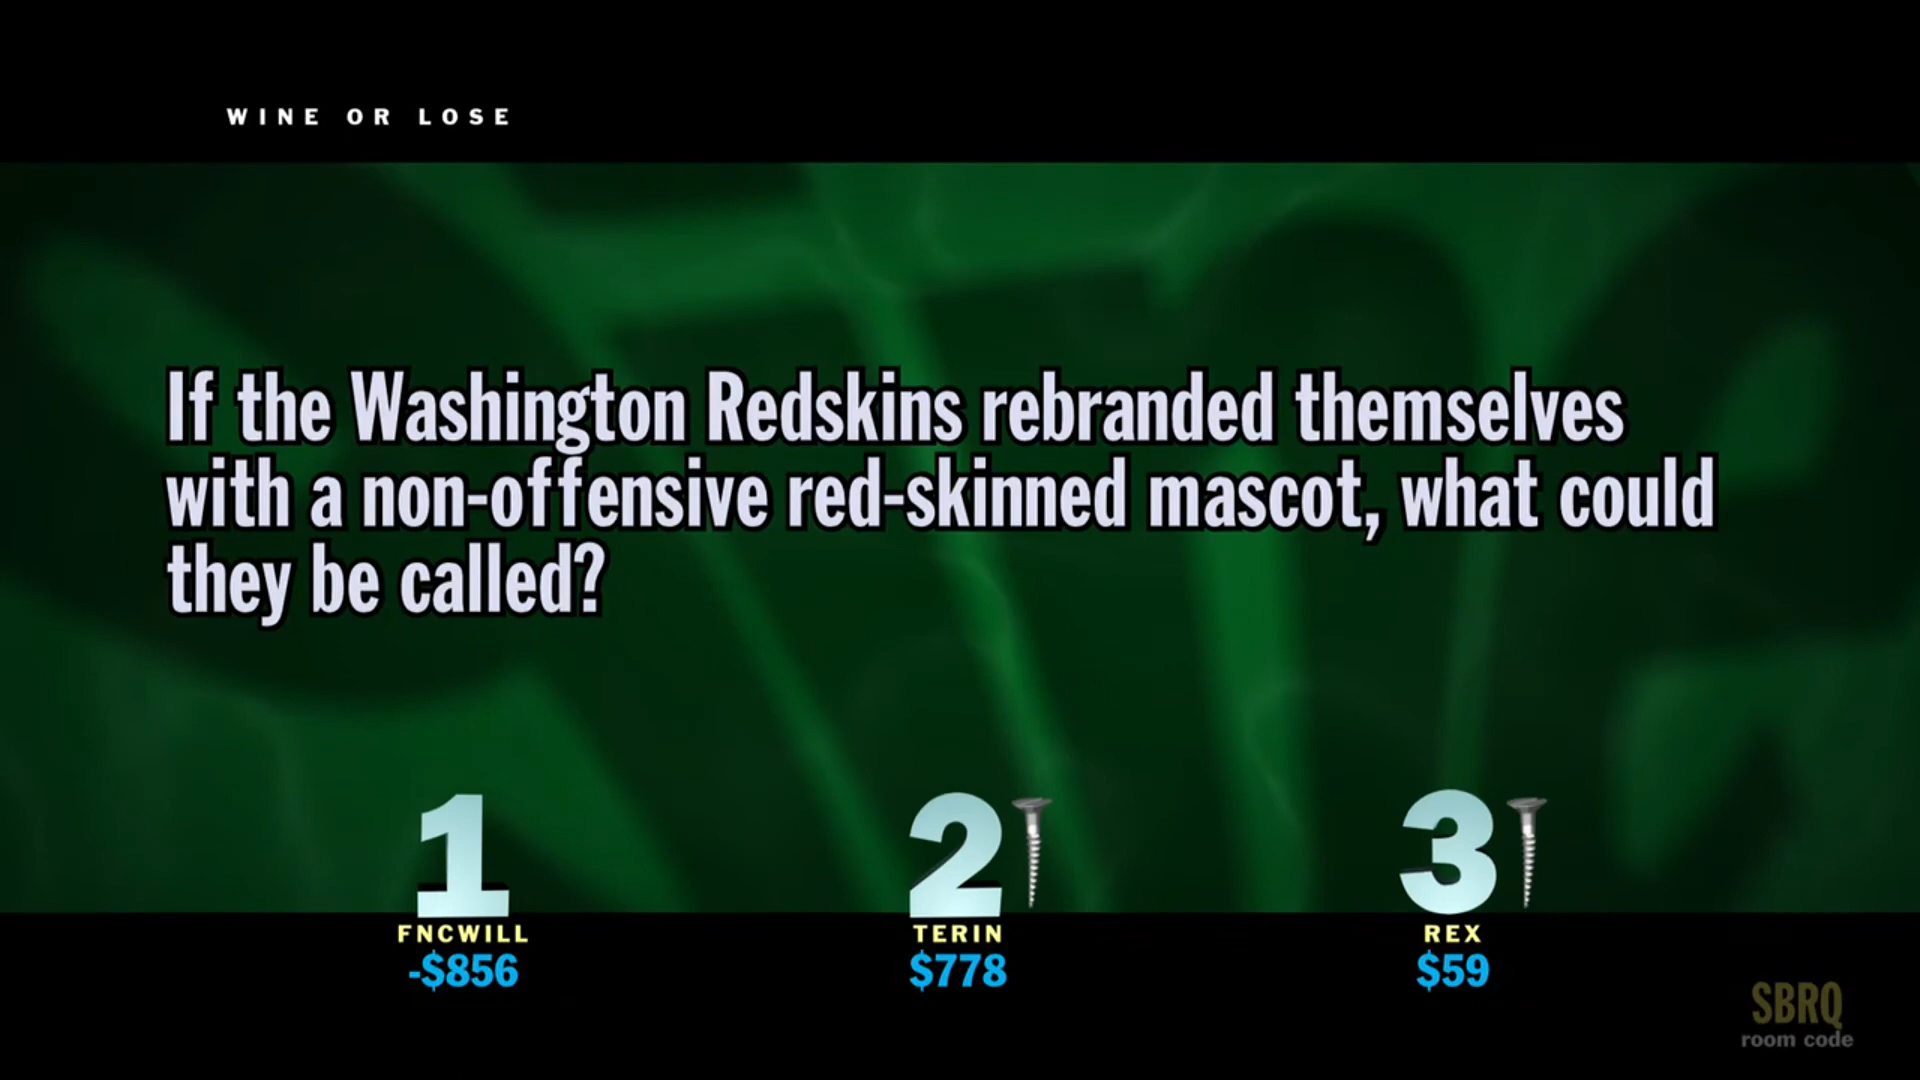 WINE OR LOSE
If the Washington Redskins rebranded themselves
with a non-offensive red-skinned mascot, what could
they be called?
1 2 3
FNCWILL TERIN REX
-$856 $778 $59
SBRQ
room code